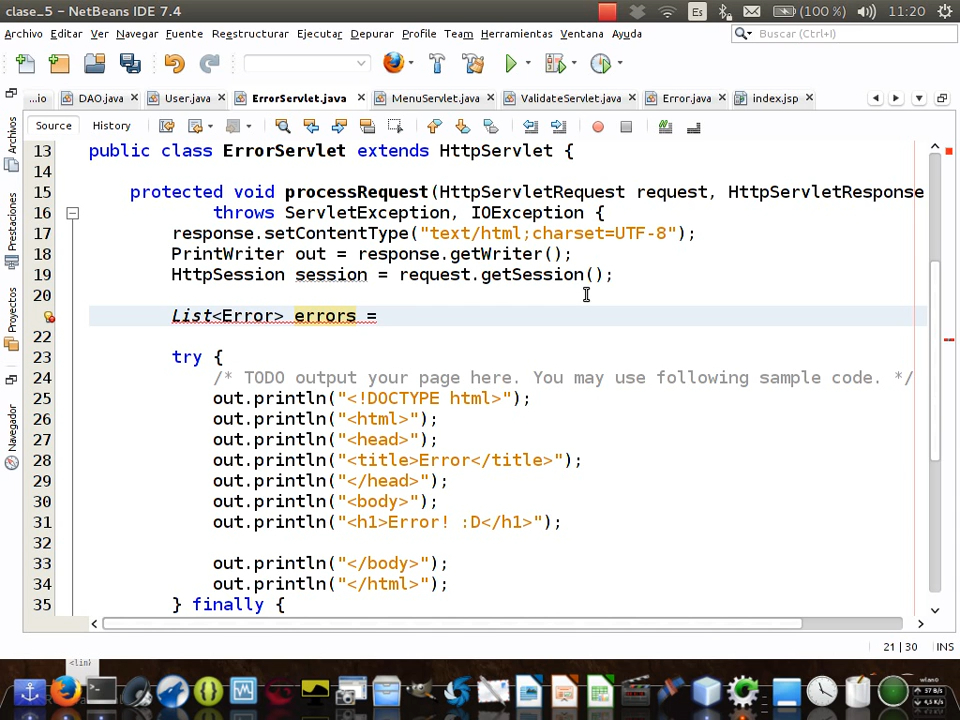 clase_5 - NetBeans IDE 7.4
Es
(100 %)
11:20
Archivo Editar Ver Navegar Fuente Reestructurar Ejecutar Depurar Profile Team Herramientas Ventana Ayuda
Buscar (Ctrl+I)
...io DAO.java User.java ErrorServlet.java MenuServlet.java ValidateServlet.java Error.java index.jsp
Source History
Archivos
Prestaciones
Proyectos
Navegador
13 public class ErrorServlet extends HttpServlet {
14
15 protected void processRequest(HttpServletRequest request, HttpServletResponse
16 throws ServletException, IOException {
17 response.setContentType("text/html;charset=UTF-8");
18 PrintWriter out = response.getWriter();
19 HttpSession session = request.getSession();
20
List<Error> errors =
22
23 try {
24 /* TODO output your page here. You may use following sample code. */
25 out.println("<!DOCTYPE html>");
26 out.println("<html>");
27 out.println("<head>");
28 out.println("<title>Error</title>");
29 out.println("</head>");
30 out.println("<body>");
31 out.println("<h1>Error! :D</h1>");
32
33 out.println("</body>");
34 out.println("</html>");
35 } finally {
21 | 30 INS